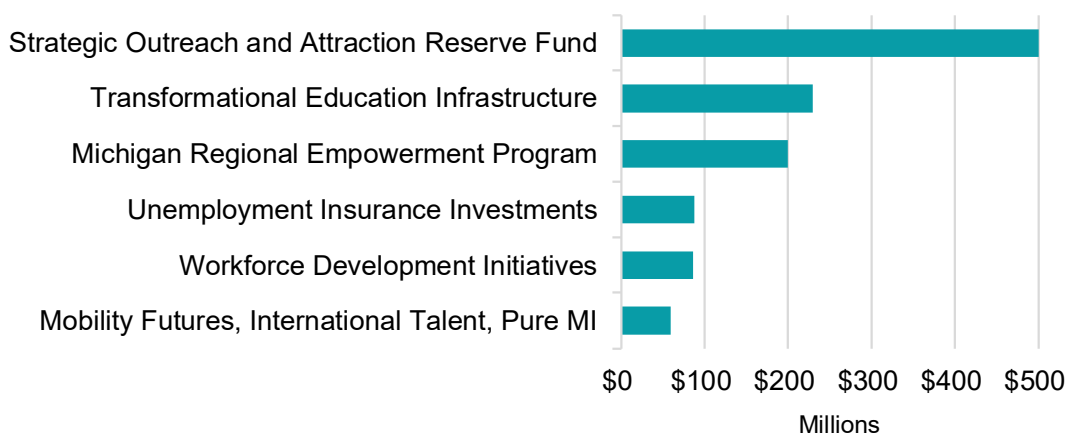 Strategic Outreach and Attraction Reserve Fund
Transformational Education Infrastructure
Michigan Regional Empowerment Program
Unemployment Insurance Investments
Workforce Development Initiatives
Mobility Futures, International Talent, Pure MI
$0 $100 $200 $300 $400 $500
Millions